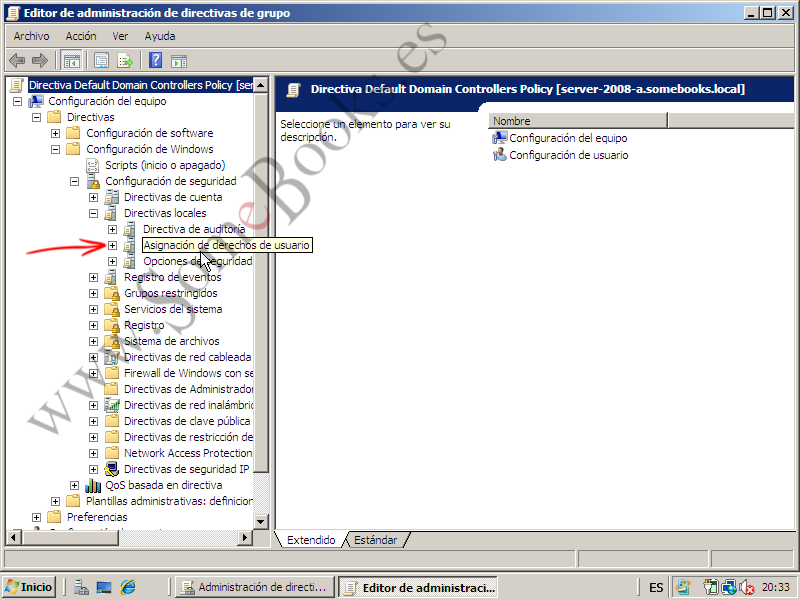 Editor de administración de directivas de grupo
Archivo Acción Ver Ayuda
Directiva Default Domain Controllers Policy [ser
Configuración del equipo
Directivas
Configuración de software
Configuración de Windows
Scripts (inicio o apagado)
Configuración de seguridad
Directivas de cuenta
Directivas locales
Directiva de auditoría
Asignación de derechos de usuario
Opciones de seguridad
Registro de eventos
Grupos restringidos
Servicios del sistema
Registro
Sistema de archivos
Directivas de red cableada
Firewall de Windows con se
Directivas de Administrador
Directivas de red inalámbric
Directivas de clave pública
Directivas de restricción de
Network Access Protection
Directivas de seguridad IP
QoS basada en directiva
Plantillas administrativas: definicion
Preferencias
Directiva Default Domain Controllers Policy [server-2008-a.somebooks.local]
Seleccione un elemento para ver su
descripción.
Nombre
Configuración del equipo
Configuración de usuario
Extendido Estándar
www.SomeBooks.es
Inicio
Administración de directi...
Editor de administraci...
ES
20:33